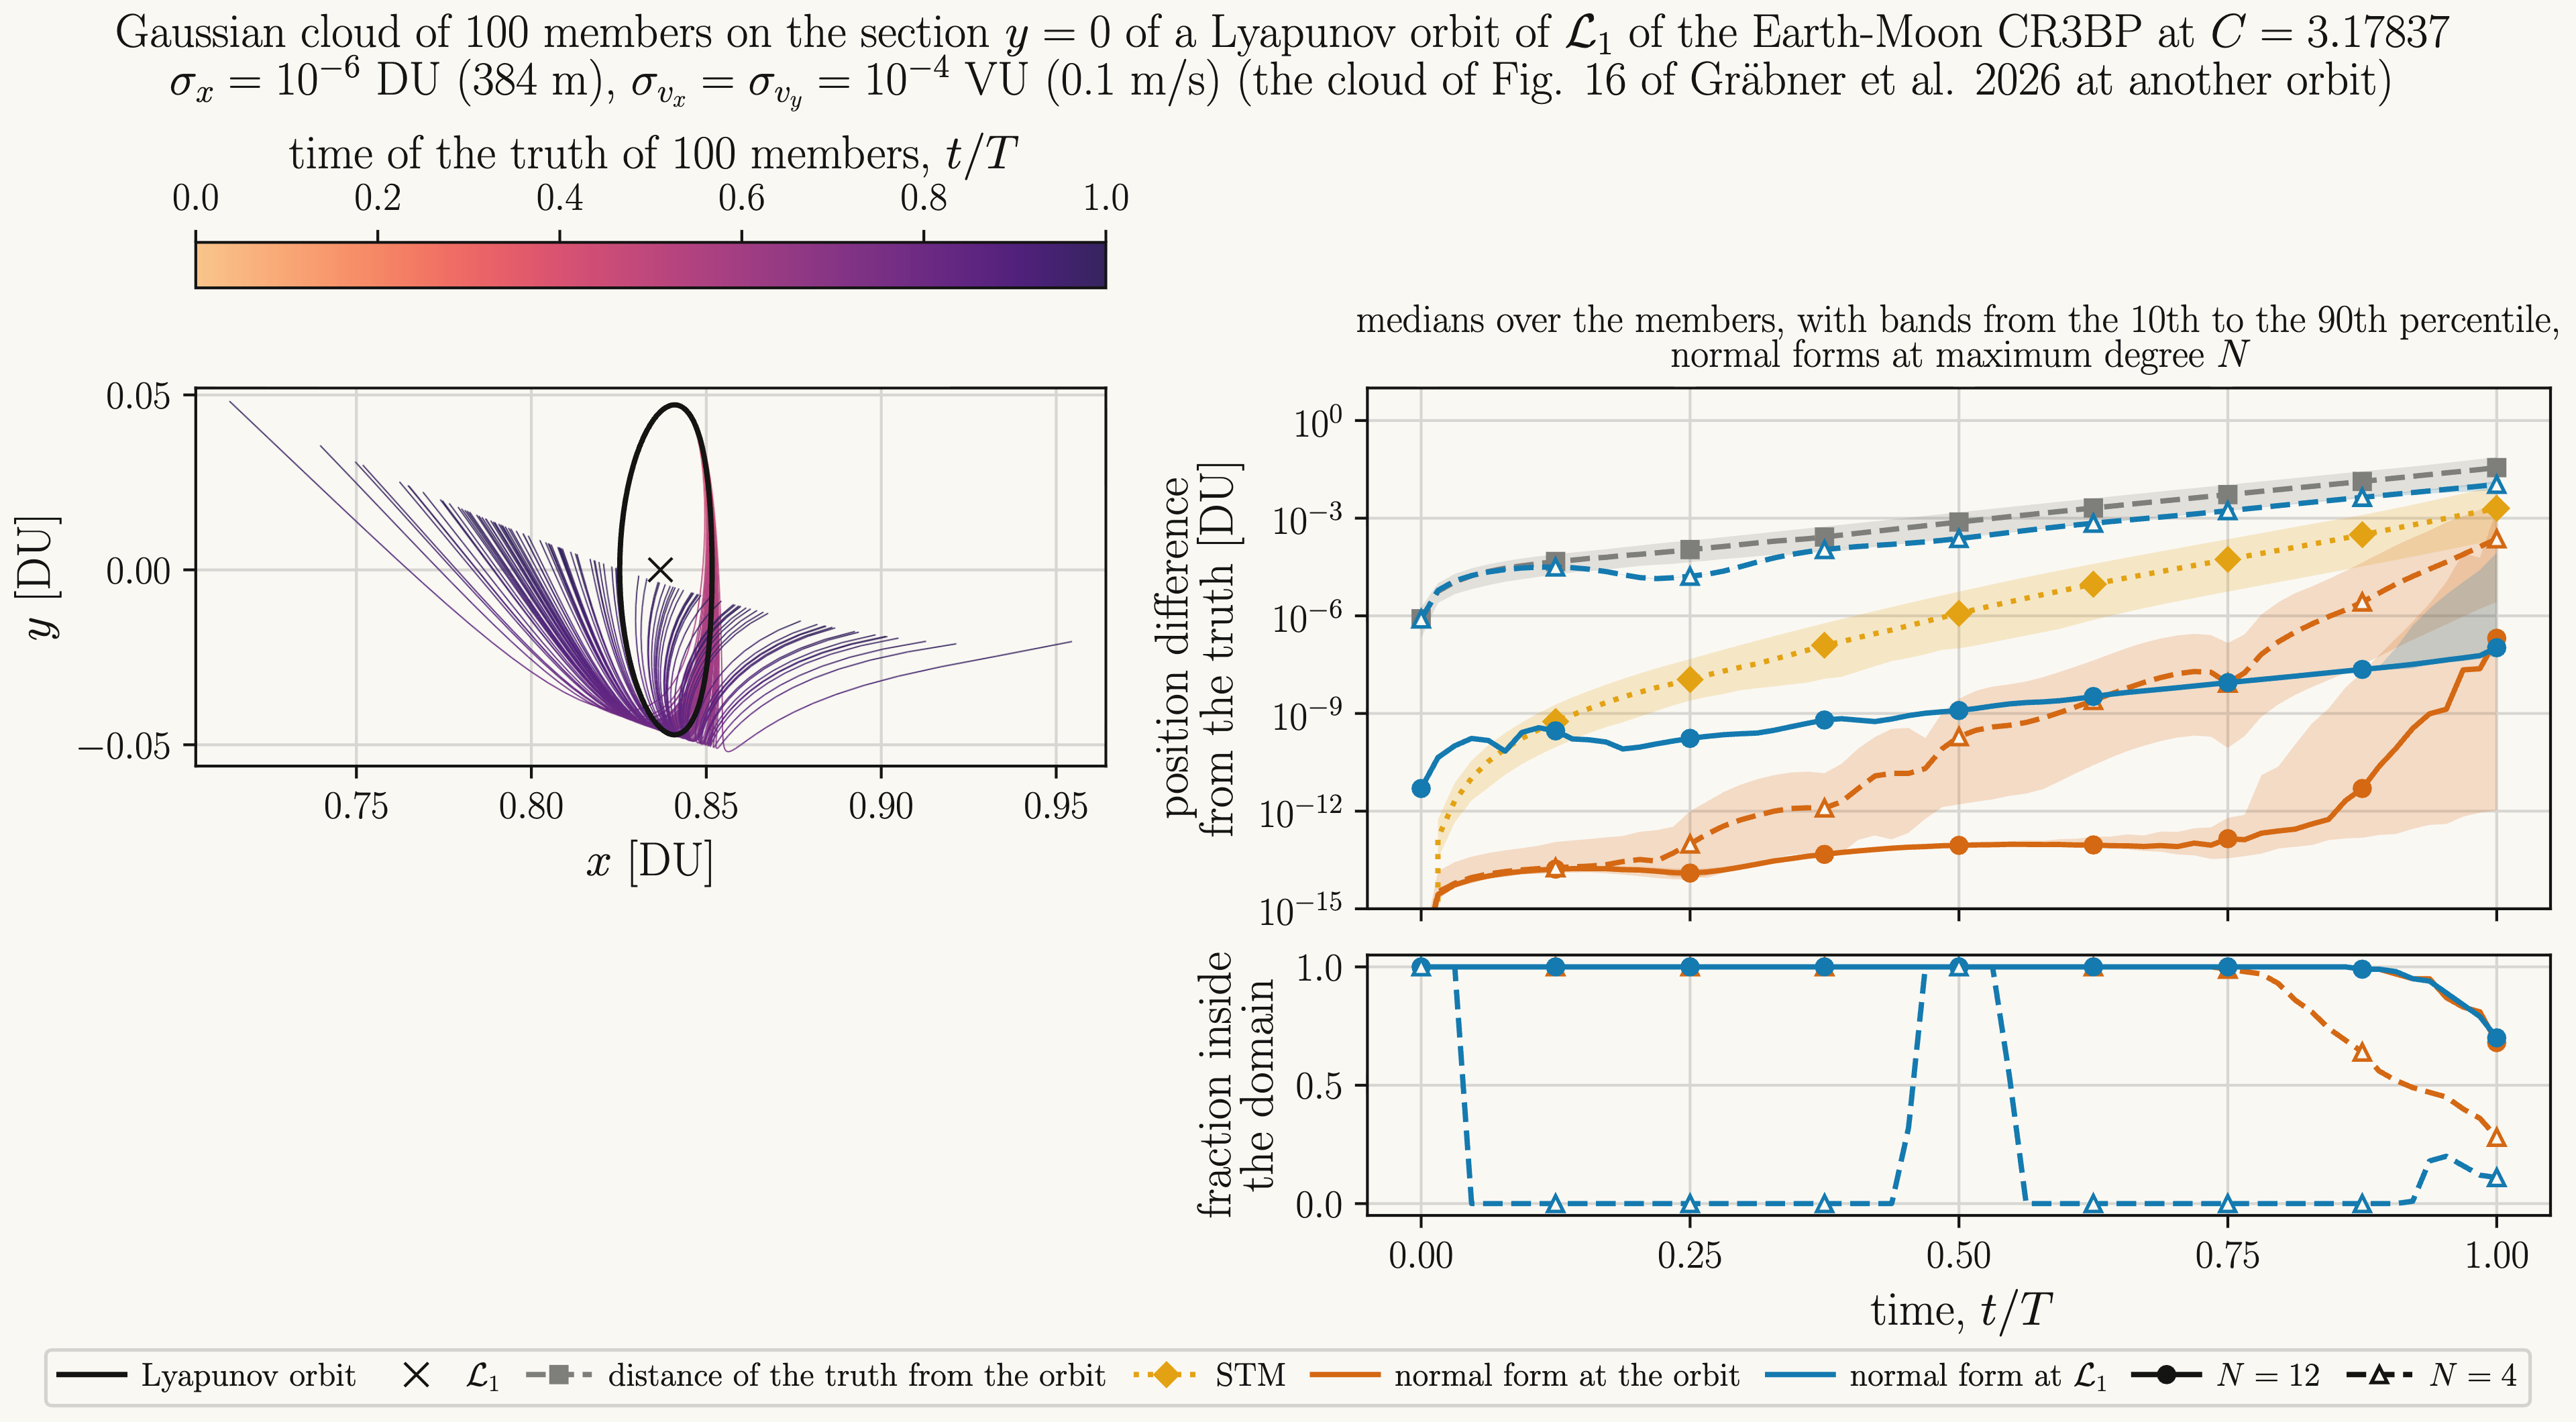 Gaussian cloud of 100 members on the section y = 0 of a Lyapunov orbit of ℒ₁ of the Earth-Moon CR3BP at C = 3.17837
σₓ = 10⁻⁶ DU (384 m), σ_{v_x} = σ_{v_y} = 10⁻⁴ VU (0.1 m/s) (the cloud of Fig. 16 of Gräbner et al. 2026 at another orbit)
time of the truth of 100 members, t/T
0.0 0.2 0.4 0.6 0.8 1.0
0.05
0.00
−0.05
y [DU]
0.75 0.80 0.85 0.90 0.95
x [DU]
medians over the members, with bands from the 10th to the 90th percentile,
normal forms at maximum degree N
position difference
from the truth [DU]
10⁰
10⁻³
10⁻⁶
10⁻⁹
10⁻¹²
10⁻¹⁵
fraction inside
the domain
1.0
0.5
0.0
0.00 0.25 0.50 0.75 1.00
time, t/T
Lyapunov orbit ℒ₁ distance of the truth from the orbit STM normal form at the orbit normal form at ℒ₁ N = 12 N = 4